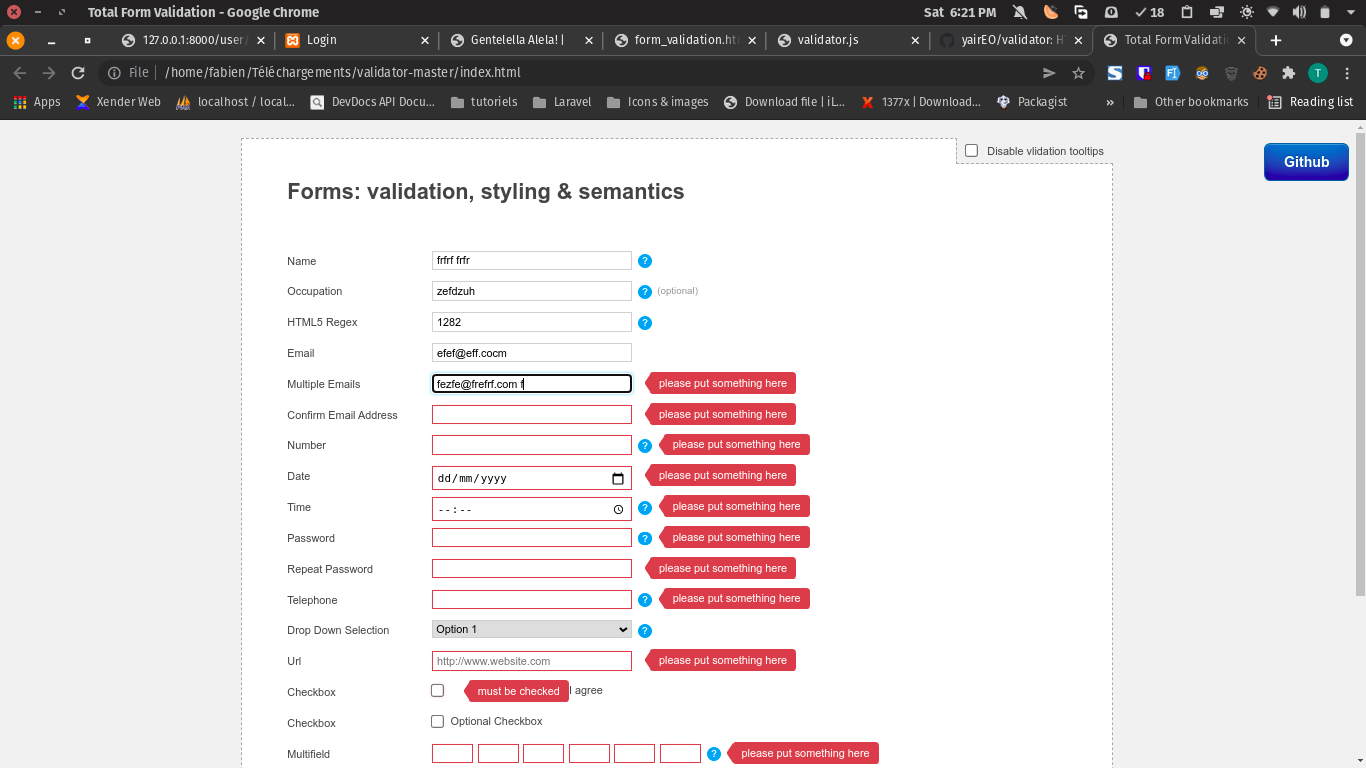 Total Form Validation - Google Chrome
Sat 6:21 PM
18
127.0.0.1:8000/user
Login
Gentelella Alela! |
form_validation.ht
validator.js
yairEO/validator: H
Total Form Validati
File
/home/fabien/Téléchargements/validator-master/index.html
T
Apps
Xender Web
localhost / local...
DevDocs API Docu...
tutoriels
Laravel
Icons & images
Download file | iL...
1377x | Download...
Packagist
»
Other bookmarks
Reading list
Disable vlidation tooltips
Github
Forms: validation, styling & semantics
Name frfrf frfr ?
Occupation zefdzuh ? (optional)
HTML5 Regex 1282 ?
Email efef@eff.cocm
Multiple Emails fezfe@frefrf.com f please put something here
Confirm Email Address please put something here
Number ? please put something here
Date dd/mm/yyyy please put something here
Time --:-- ? please put something here
Password ? please put something here
Repeat Password please put something here
Telephone ? please put something here
Drop Down Selection Option 1 ?
Url http://www.website.com please put something here
Checkbox must be checked I agree
Checkbox Optional Checkbox
Multifield ? please put something here